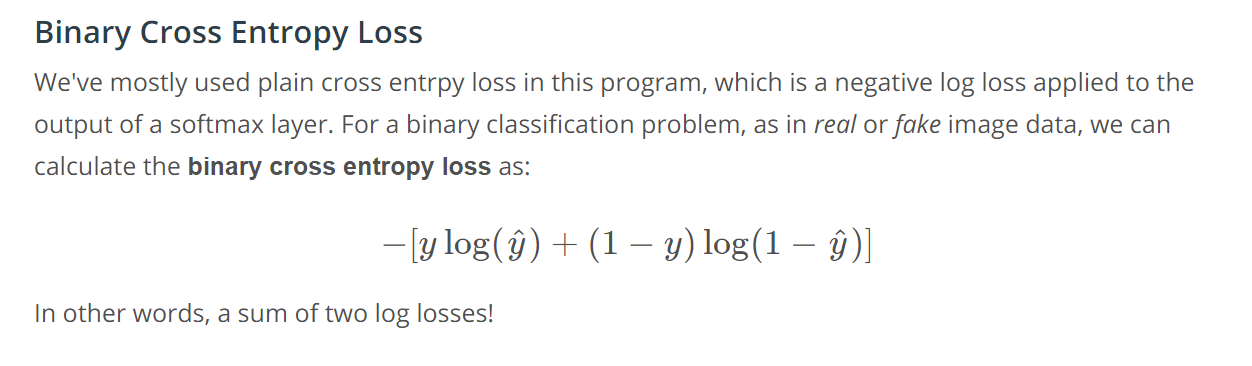 Binary Cross Entropy Loss
We've mostly used plain cross entrpy loss in this program, which is a negative log loss applied to the
output of a softmax layer. For a binary classification problem, as in real or fake image data, we can
calculate the binary cross entropy loss as:
−[y log(ŷ) + (1 − y) log(1 − ŷ)]
In other words, a sum of two log losses!